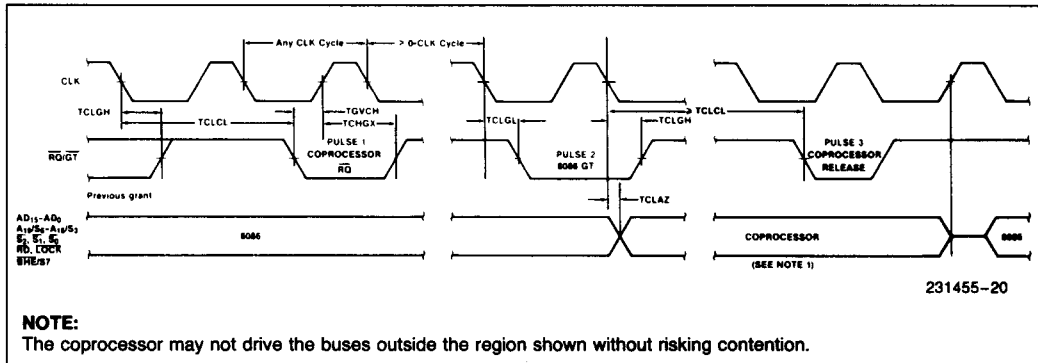 Any CLK Cycle
> 0-CLK Cycle
CLK
TCLGH
TCLCL
TGVCH
TCHGX
TCLGL
TCLGH
> TCLCL
RQ/GT
PULSE 1
COPROCESSOR
RQ
PULSE 2
8086 GT
PULSE 3
COPROCESSOR
RELEASE
Previous grant
TCLAZ
AD15-AD0
A19/S6-A16/S3
S2, S1, S0
RD, LOCK
BHE/S7
8086
COPROCESSOR
8086
(SEE NOTE 1)
231455-20
NOTE:
The coprocessor may not drive the buses outside the region shown without risking contention.